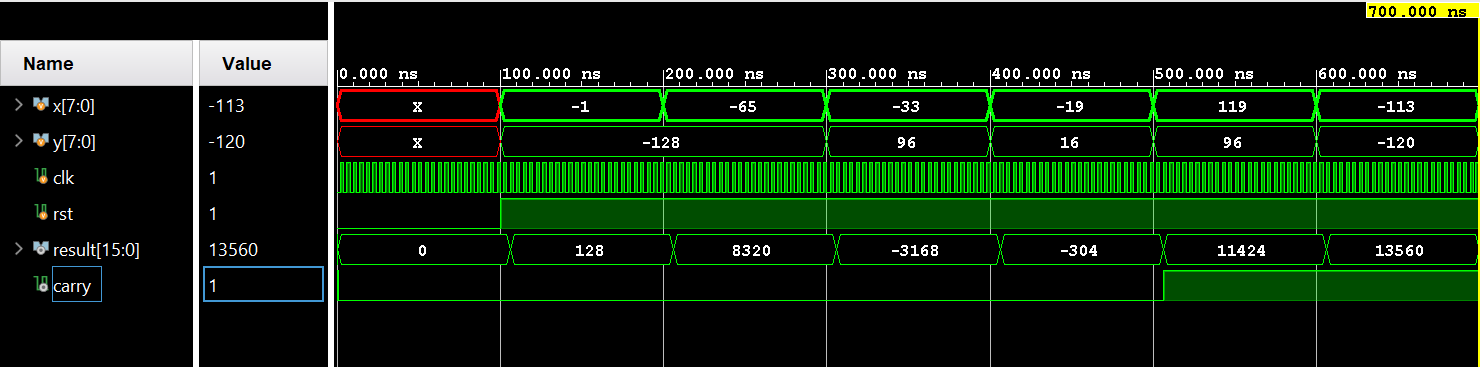 700.000 ns
Name Value
0.000 ns 100.000 ns 200.000 ns 300.000 ns 400.000 ns 500.000 ns 600.000 ns
x[7:0] -113 X -1 -65 -33 -19 119 -113
y[7:0] -120 X -128 96 16 96 -120
clk 1
rst 1
result[15:0] 13560 0 128 8320 -3168 -304 11424 13560
carry 1